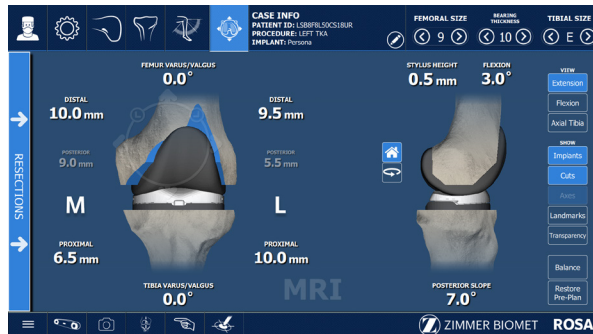 CASE INFO
PATIENT ID: LS88F8L50CS18UR
PROCEDURE: LEFT TKA
IMPLANT: Persona
FEMORAL SIZE
9
BEARING
THICKNESS
10
TIBIAL SIZE
E
RESECTIONS
FEMUR VARUS/VALGUS
0.0°
DISTAL
10.0 mm
DISTAL
9.5 mm
POSTERIOR
9.0 mm
POSTERIOR
5.5 mm
M
L
PROXIMAL
6.5 mm
PROXIMAL
10.0 mm
TIBIA VARUS/VALGUS
0.0°
MRI
STYLUS HEIGHT
0.5 mm
FLEXION
3.0°
POSTERIOR SLOPE
7.0°
VIEW
Extension
Flexion
Axial Tibia
SHOW
Implants
Cuts
Axes
Landmarks
Transparency
Balance
Restore
Pre-Plan
ZIMMER BIOMET
ROSA